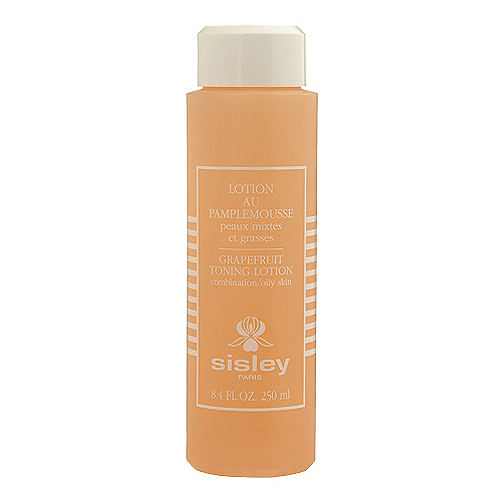 LOTION
AU
PAMPLEMOUSSE
peaux mixtes
et grasses
GRAPEFRUIT
TONING LOTION
combination/oily skin
sisley
PARIS
8.4 FL.OZ. 250 ml